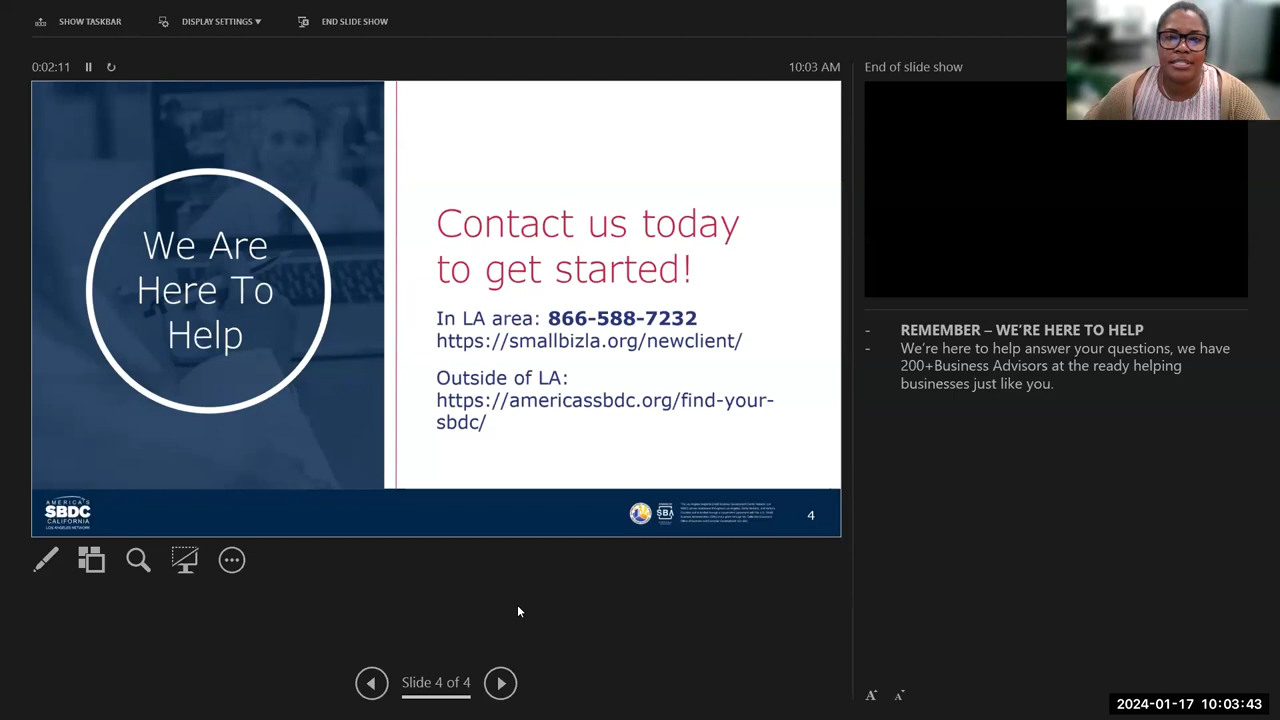 SHOW TASKBAR
DISPLAY SETTINGS
END SLIDE SHOW
0:02:11
10:03 AM
End of slide show
We Are
Here To
Help
Contact us today
to get started!
In LA area: 866-588-7232
https://smallbizla.org/newclient/
Outside of LA:
https://americassbdc.org/find-your-
sbdc/
AMERICA'S
SBDC
CALIFORNIA
LOS ANGELES NETWORK
SBA
4
- REMEMBER – WE'RE HERE TO HELP
- We're here to help answer your questions, we have
200+Business Advisors at the ready helping
businesses just like you.
Slide 4 of 4
A A
2024-01-17 10:03:43